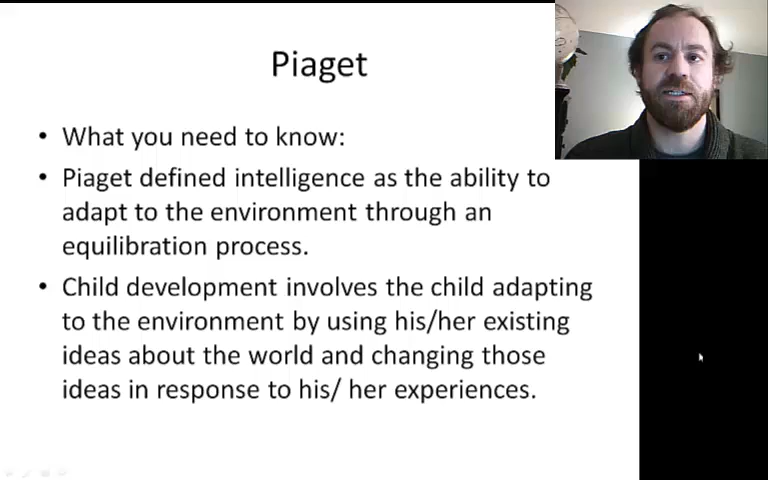 Piaget
• What you need to know:
• Piaget defined intelligence as the ability to
adapt to the environment through an
equilibration process.
• Child development involves the child adapting
to the environment by using his/her existing
ideas about the world and changing those
ideas in response to his/ her experiences.